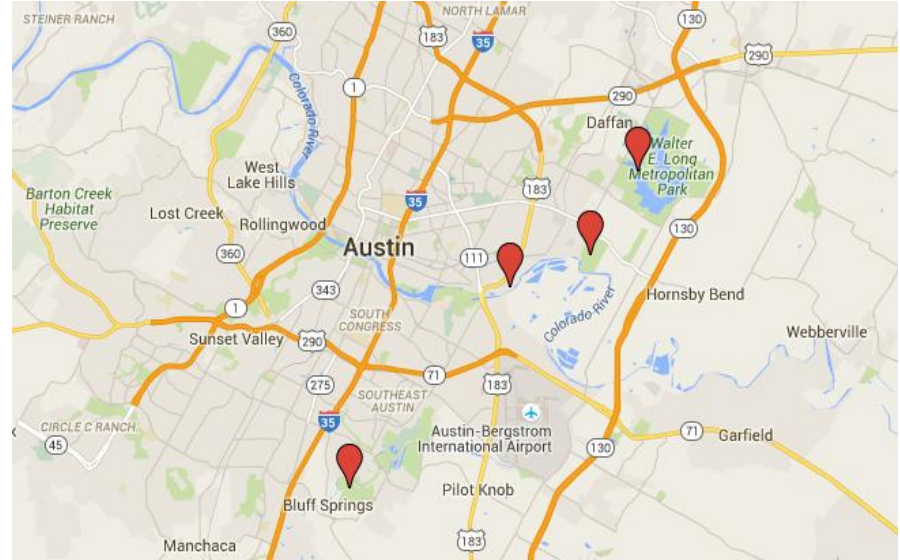 STEINER RANCH
NORTH LAMAR
360
183
35
130
290
1
290
Daffan
Colorado River
Walter
E. Long
Metropolitan
Park
West
Lake Hills
183
Barton Creek
Habitat
Preserve
Lost Creek
35
Rollingwood
130
Austin
360
111
343
Hornsby Bend
Colorado River
1
SOUTH
CONGRESS
Webberville
Sunset Valley
290
71
275
183
SOUTHEAST
AUSTIN
CIRCLE C RANCH
35
Austin-Bergstrom
International Airport
71
Garfield
45
130
Pilot Knob
Bluff Springs
Manchaca
183